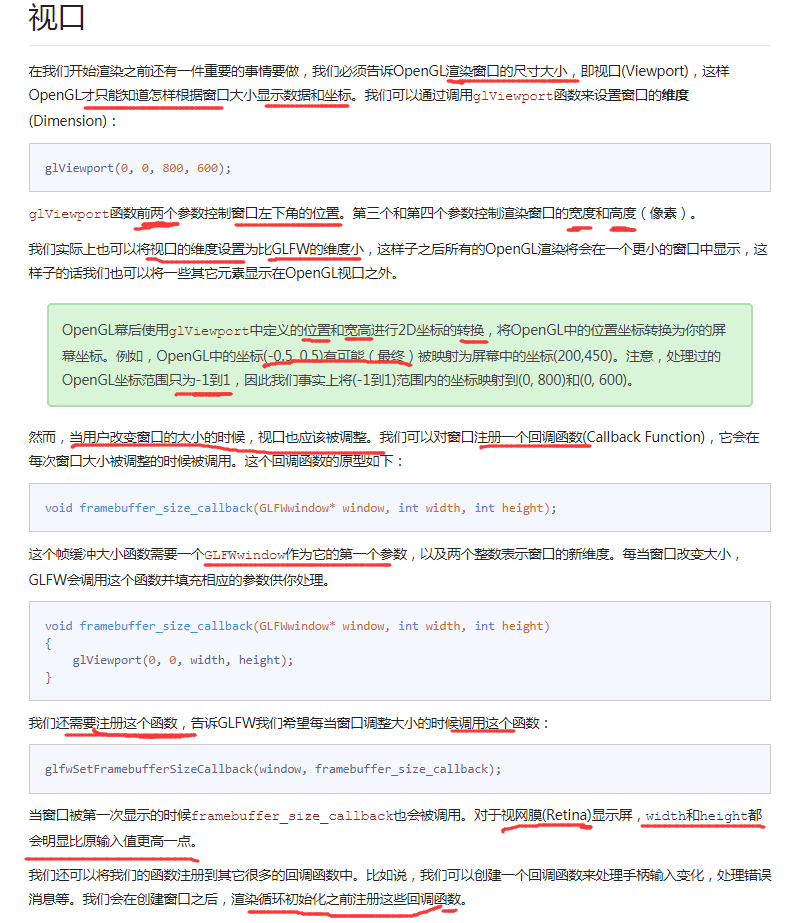 视口
在我们开始渲染之前还有一件重要的事情要做，我们必须告诉OpenGL渲染窗口的尺寸大小，即视口(Viewport)，这样
OpenGL才只能知道怎样根据窗口大小显示数据和坐标。我们可以通过调用glViewport函数来设置窗口的维度
(Dimension)：
glViewport(0, 0, 800, 600);
glViewport函数前两个参数控制窗口左下角的位置。第三个和第四个参数控制渲染窗口的宽度和高度（像素）。
我们实际上也可以将视口的维度设置为比GLFW的维度小，这样子之后所有的OpenGL渲染将会在一个更小的窗口中显示，这
样子的话我们也可以将一些其它元素显示在OpenGL视口之外。
OpenGL幕后使用glViewport中定义的位置和宽高进行2D坐标的转换，将OpenGL中的位置坐标转换为你的屏
幕坐标。例如，OpenGL中的坐标(-0.5, 0.5)有可能（最终）被映射为屏幕中的坐标(200,450)。注意，处理过的
OpenGL坐标范围只为-1到1，因此我们事实上将(-1到1)范围内的坐标映射到(0, 800)和(0, 600)。
然而，当用户改变窗口的大小的时候，视口也应该被调整。我们可以对窗口注册一个回调函数(Callback Function)，它会在
每次窗口大小被调整的时候被调用。这个回调函数的原型如下：
void framebuffer_size_callback(GLFWwindow* window, int width, int height);
这个帧缓冲大小函数需要一个GLFWwindow作为它的第一个参数，以及两个整数表示窗口的新维度。每当窗口改变大小，
GLFW会调用这个函数并填充相应的参数供你处理。
void framebuffer_size_callback(GLFWwindow* window, int width, int height)
{
    glViewport(0, 0, width, height);
}
我们还需要注册这个函数，告诉GLFW我们希望每当窗口调整大小的时候调用这个函数：
glfwSetFramebufferSizeCallback(window, framebuffer_size_callback);
当窗口被第一次显示的时候framebuffer_size_callback也会被调用。对于视网膜(Retina)显示屏，width和height都
会明显比原输入值更高一点。
我们还可以将我们的函数注册到其它很多的回调函数中。比如说，我们可以创建一个回调函数来处理手柄输入变化，处理错误
消息等。我们会在创建窗口之后，渲染循环初始化之前注册这些回调函数。